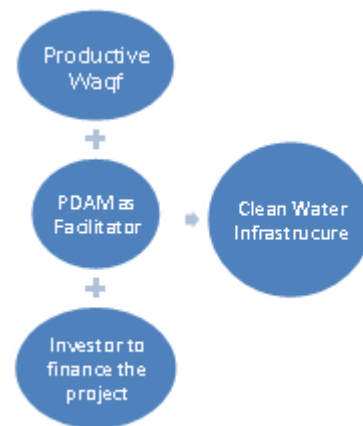 Productive
Waqf
+
PDAM as
Facilitator
+
Investor to
finance the
project
Clean Water
Infrastrucure